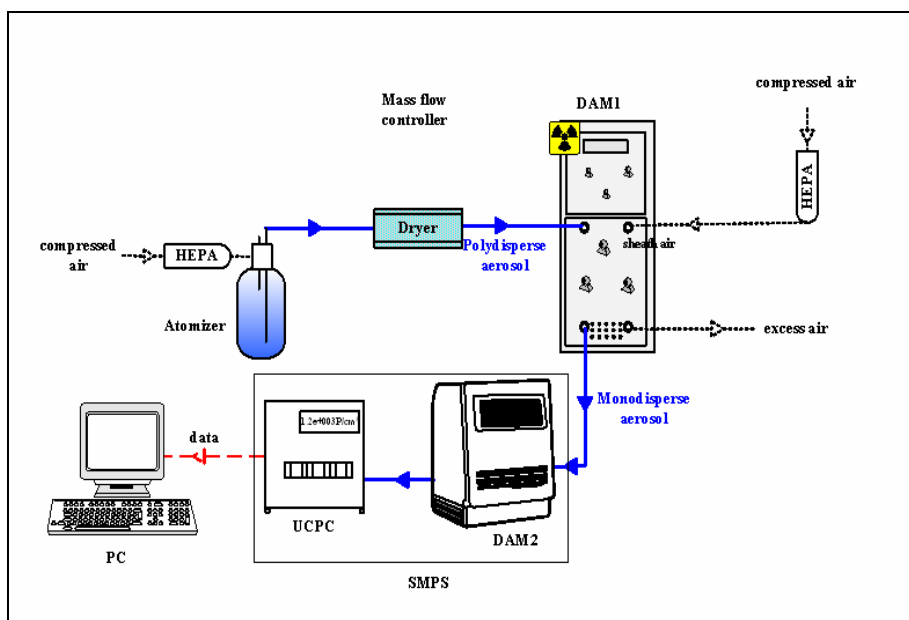 compressed air
Mass flow
controller
DAM1
HEPA
Dryer
sheath air
Polydisperse
aerosol
compressed
air
HEPA
Atomizer
excess air
Monodisperse
aerosol
1.2e+003P/cm
data
UCPC
DAM2
PC
SMPS